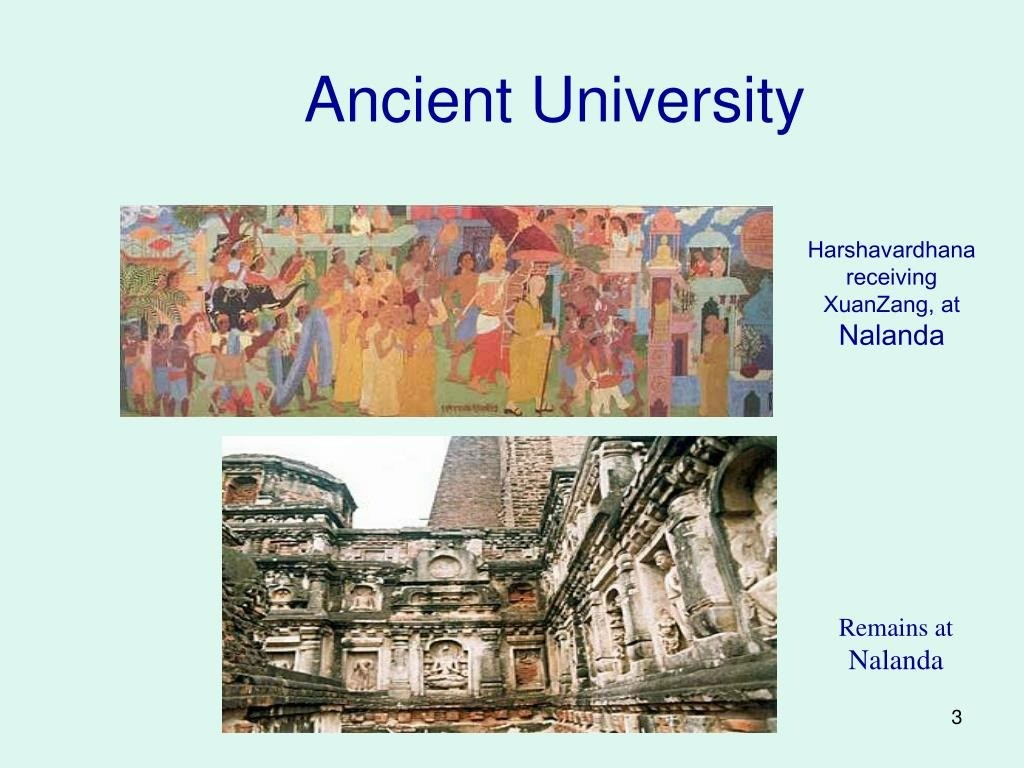 Ancient University
Harshavardhana
receiving
XuanZang, at
Nalanda
Remains at
Nalanda
3